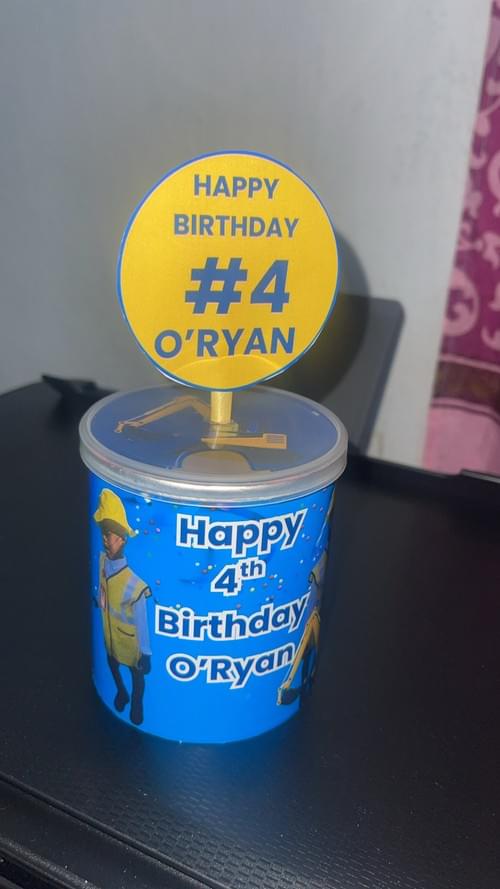 HAPPY
BIRTHDAY
#4
O'RYAN
Happy
4th
Birthday
O'Ryan